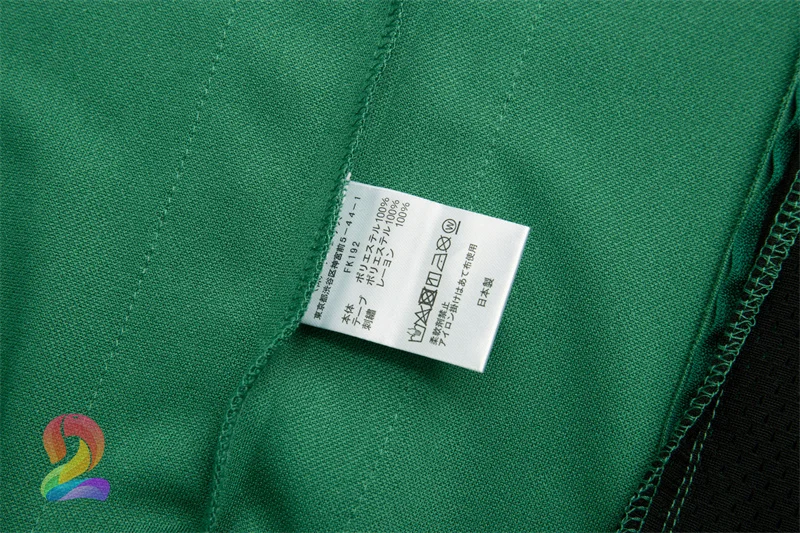 東京都渋谷区神宮前5-44-1
FK192
本体 ポリエステル100%
テープ ポリエステル100%
刺繍 レーヨン 100%
W
柔軟剤禁止
アイロン掛けはあて布使用
日本製